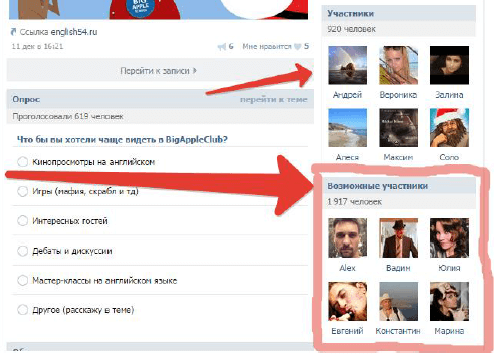 BIG
APPLE
Ссылка english54.ru
11 дек в 16:21
6 Мне нравится 5
Перейти к записи
Опрос перейти к теме
Проголосовали 619 человек
Что бы вы хотели чаще видеть в BigAppleClub?
Кинопросмотры на английском
Игры (мафия, скрабл и тд)
Интересных гостей
Дебаты и дискуссии
Мастер-классы на английском языке
Другое (расскажу в теме)
Участники
920 человек
Андрей Вероника Залина
Алеся Максим Соло
Возможные участники
1 917 человек
Alex Вадим Юлия
Евгений Константин Марина